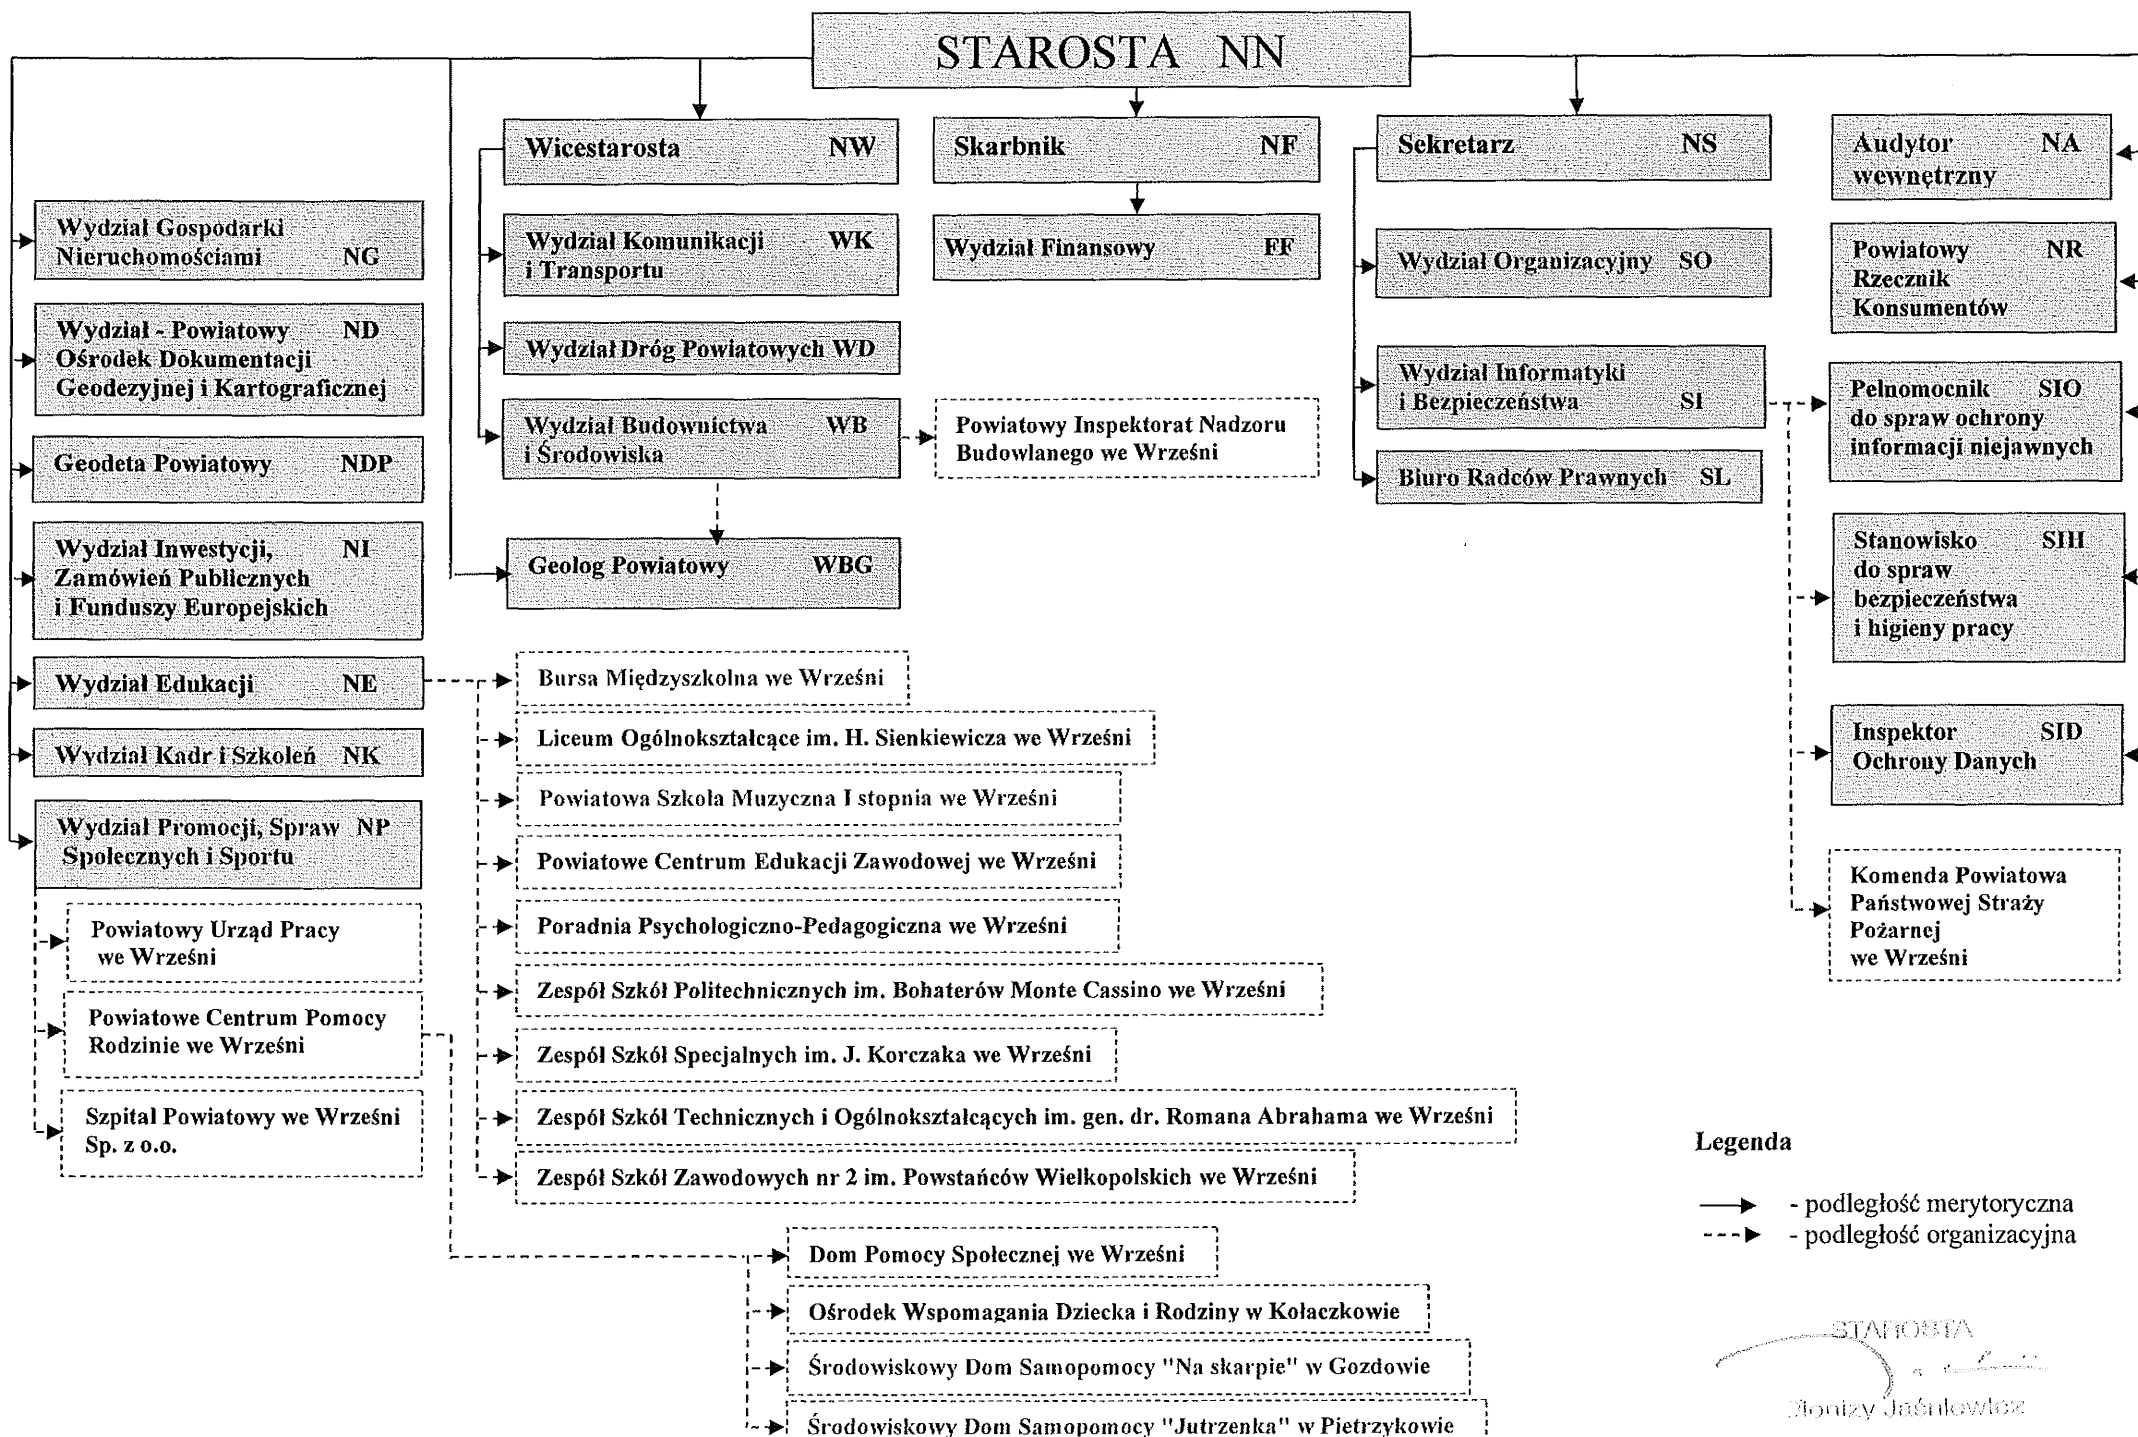 STAROSTA NN
Wydział Gospodarki
Nieruchomościami NG
Wydział - Powiatowy ND
Ośrodek Dokumentacji
Geodezyjnej i Kartograficznej
Geodeta Powiatowy NDP
Wydział Inwestycji, NI
Zamówień Publicznych
i Funduszy Europejskich
Wydział Edukacji NE
Wydział Kadr i Szkoleń NK
Wydział Promocji, Spraw NP
Społecznych i Sportu
Powiatowy Urząd Pracy
we Wrześni
Powiatowe Centrum Pomocy
Rodzinie we Wrześni
Szpital Powiatowy we Wrześni
Sp. z o.o.
Wicestarosta NW
Wydział Komunikacji WK
i Transportu
Wydział Dróg Powiatowych WD
Wydział Budownictwa WB
i Środowiska
Powiatowy Inspektorat Nadzoru
Budowlanego we Wrześni
Geolog Powiatowy WBG
Skarbnik NF
Wydział Finansowy FF
Sekretarz NS
Wydział Organizacyjny SO
Wydział Informatyki
i Bezpieczeństwa SI
Biuro Radców Prawnych SL
Audytor NA
wewnętrzny
Powiatowy NR
Rzecznik
Konsumentów
Pełnomocnik SIO
do spraw ochrony
informacji niejawnych
Stanowisko SIH
do spraw
bezpieczeństwa
i higieny pracy
Inspektor SID
Ochrony Danych
Komenda Powiatowa
Państwowej Straży
Pożarnej
we Wrześni
Bursa Międzyszkolna we Wrześni
Liceum Ogólnokształcące im. H. Sienkiewicza we Wrześni
Powiatowa Szkoła Muzyczna I stopnia we Wrześni
Powiatowe Centrum Edukacji Zawodowej we Wrześni
Poradnia Psychologiczno-Pedagogiczna we Wrześni
Zespół Szkół Politechnicznych im. Bohaterów Monte Cassino we Wrześni
Zespół Szkół Specjalnych im. J. Korczaka we Wrześni
Zespół Szkół Technicznych i Ogólnokształcących im. gen. dr. Romana Abrahama we Wrześni
Zespół Szkół Zawodowych nr 2 im. Powstańców Wielkopolskich we Wrześni
Dom Pomocy Społecznej we Wrześni
Ośrodek Wspomagania Dziecka i Rodziny w Kołaczkowie
Środowiskowy Dom Samopomocy "Na skarpie" w Gozdowie
Środowiskowy Dom Samopomocy "Jutrzenka" w Pietrzykowie
Legenda
- podległość merytoryczna
- podległość organizacyjna
STAROSTA
Dionizy Jaśniewicz